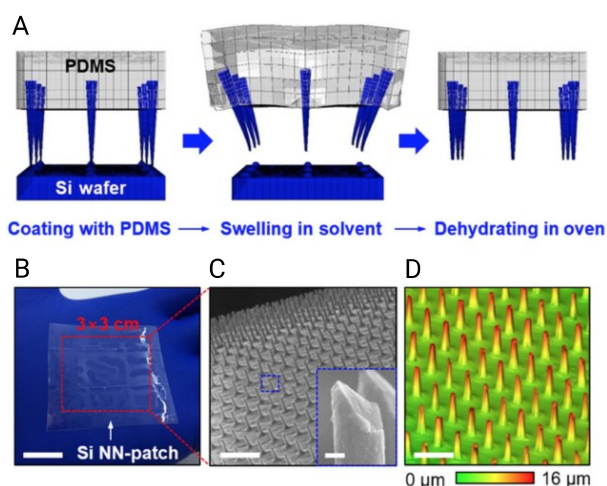 A
PDMS
Si wafer
Coating with PDMS → Swelling in solvent → Dehydrating in oven
B
C
D
3×3 cm
Si NN-patch
0 μm
16 μm